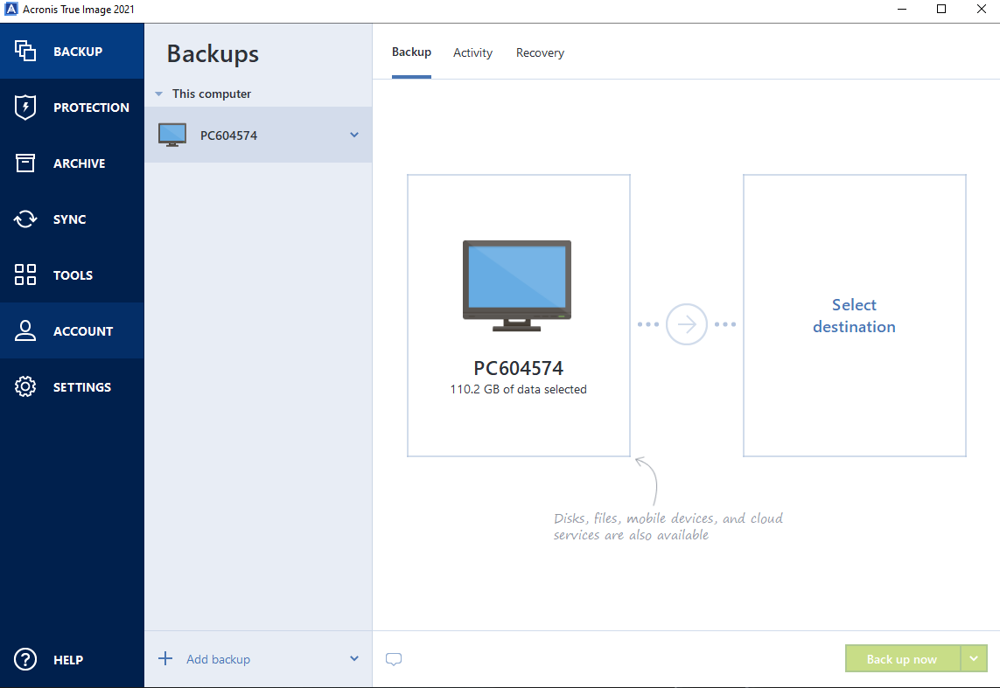 Acronis True Image 2021
BACKUP
PROTECTION
ARCHIVE
SYNC
TOOLS
ACCOUNT
SETTINGS
HELP
Backups
This computer
PC604574
Add backup
Backup Activity Recovery
PC604574
110.2 GB of data selected
Select
destination
Disks, files, mobile devices, and cloud
services are also available
Back up now